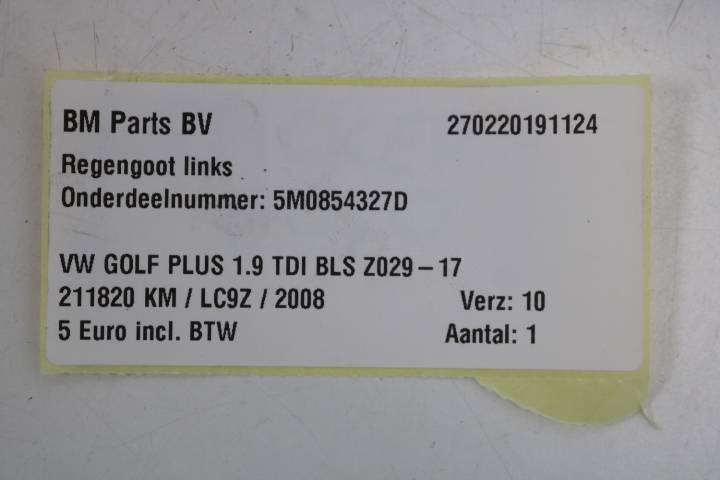 BM Parts BV 270220191124
Regengoot links
Onderdeelnummer: 5M0854327D
VW GOLF PLUS 1.9 TDI BLS Z029-17
211820 KM / LC9Z / 2008 Verz: 10
5 Euro incl. BTW Aantal: 1